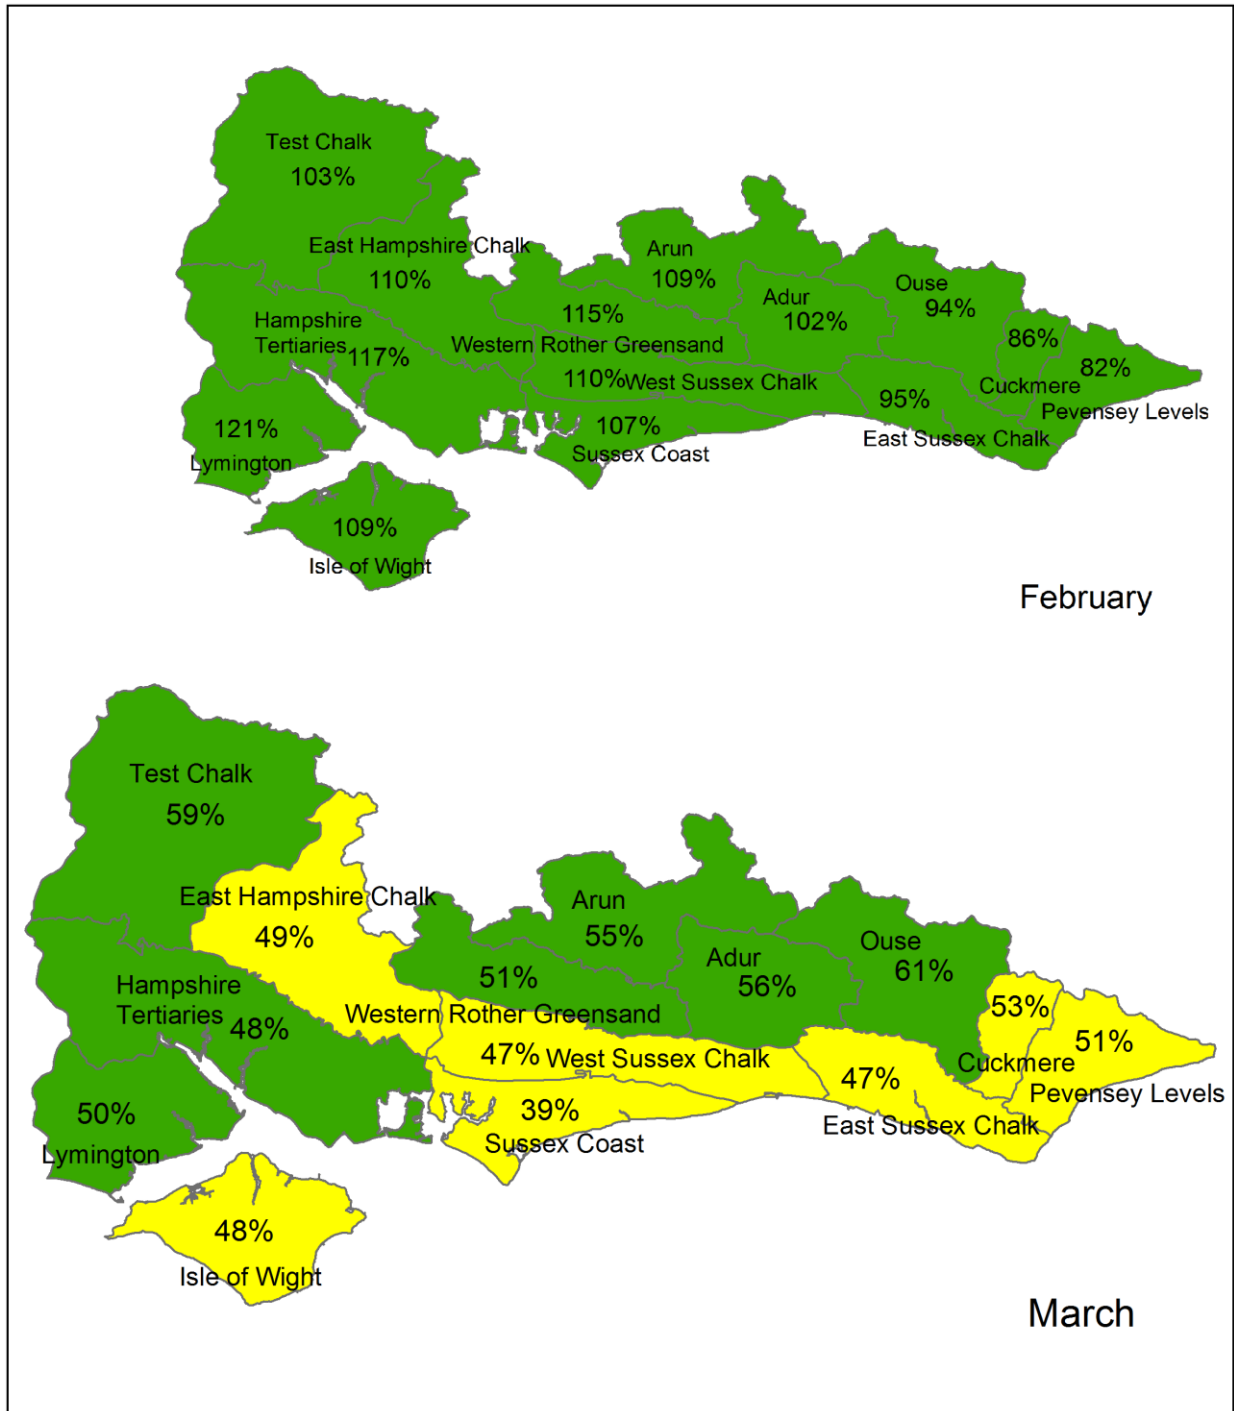 Test Chalk
103%
East Hampshire Chalk
110%
Arun
109%
Adur
102%
Ouse
94%
115%
Western Rother Greensand
86%
Cuckmere
82%
Pevensey Levels
Hampshire
Tertiaries
117%
110%
West Sussex Chalk
95%
East Sussex Chalk
121%
Lymington
107%
Sussex Coast
109%
Isle of Wight
February
Test Chalk
59%
East Hampshire Chalk
49%
Arun
55%
Adur
56%
Ouse
61%
51%
Western Rother Greensand
53%
Cuckmere
51%
Pevensey Levels
Hampshire
Tertiaries
48%
47%
West Sussex Chalk
47%
East Sussex Chalk
50%
Lymington
39%
Sussex Coast
48%
Isle of Wight
March